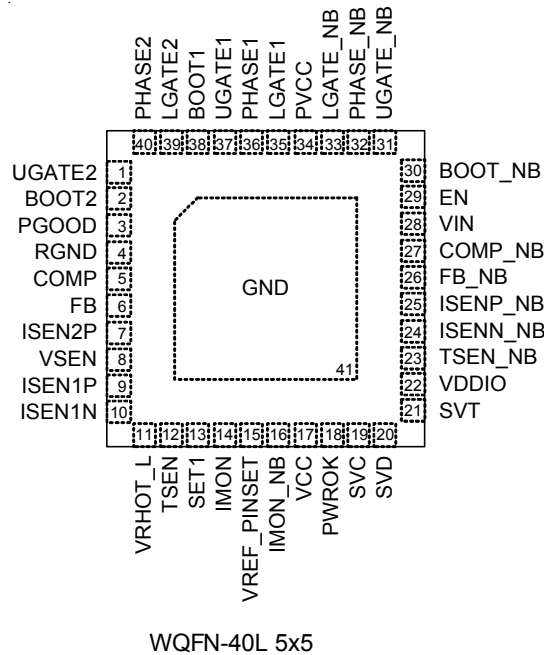 PHASE2
LGATE2
BOOT1
UGATE1
PHASE1
LGATE1
PVCC
LGATE_NB
PHASE_NB
UGATE_NB
40 39 38 37 36 35 34 33 32 31
UGATE2 1
BOOT2 2
PGOOD 3
RGND 4
COMP 5
FB 6
ISEN2P 7
VSEN 8
ISEN1P 9
ISEN1N 10
GND
41
30 BOOT_NB
29 EN
28 VIN
27 COMP_NB
26 FB_NB
25 ISENP_NB
24 ISENN_NB
23 TSEN_NB
22 VDDIO
21 SVT
11 12 13 14 15 16 17 18 19 20
VRHOT_L
TSEN
SET1
IMON
VREF_PINSET
IMON_NB
VCC
PWROK
SVC
SVD
WQFN-40L 5x5